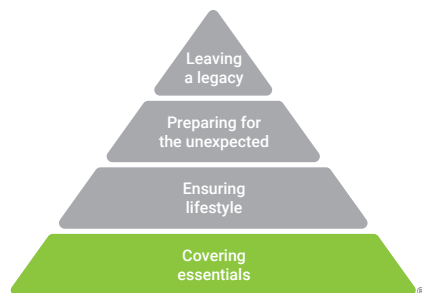 Leaving
a legacy
Preparing for
the unexpected
Ensuring
lifestyle
Covering
essentials
®